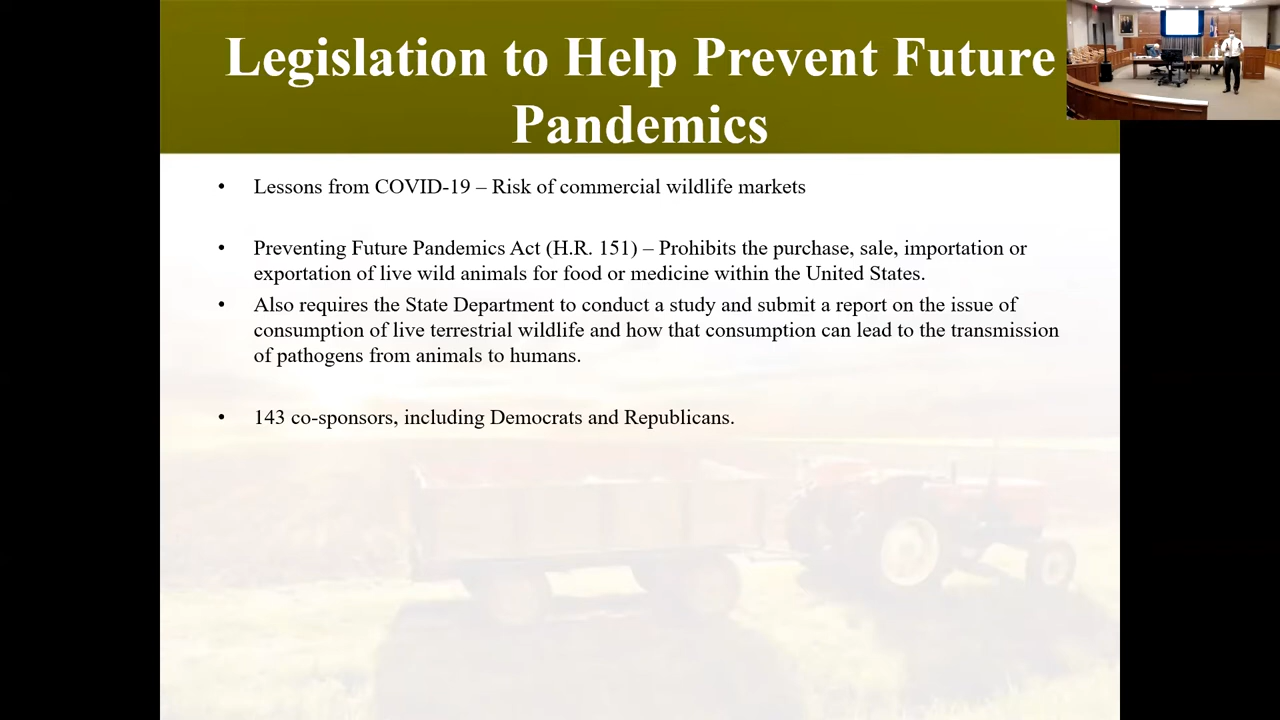 Legislation to Help Prevent Future
Pandemics
• Lessons from COVID-19 – Risk of commercial wildlife markets
• Preventing Future Pandemics Act (H.R. 151) – Prohibits the purchase, sale, importation or
exportation of live wild animals for food or medicine within the United States.
• Also requires the State Department to conduct a study and submit a report on the issue of
consumption of live terrestrial wildlife and how that consumption can lead to the transmission
of pathogens from animals to humans.
• 143 co-sponsors, including Democrats and Republicans.